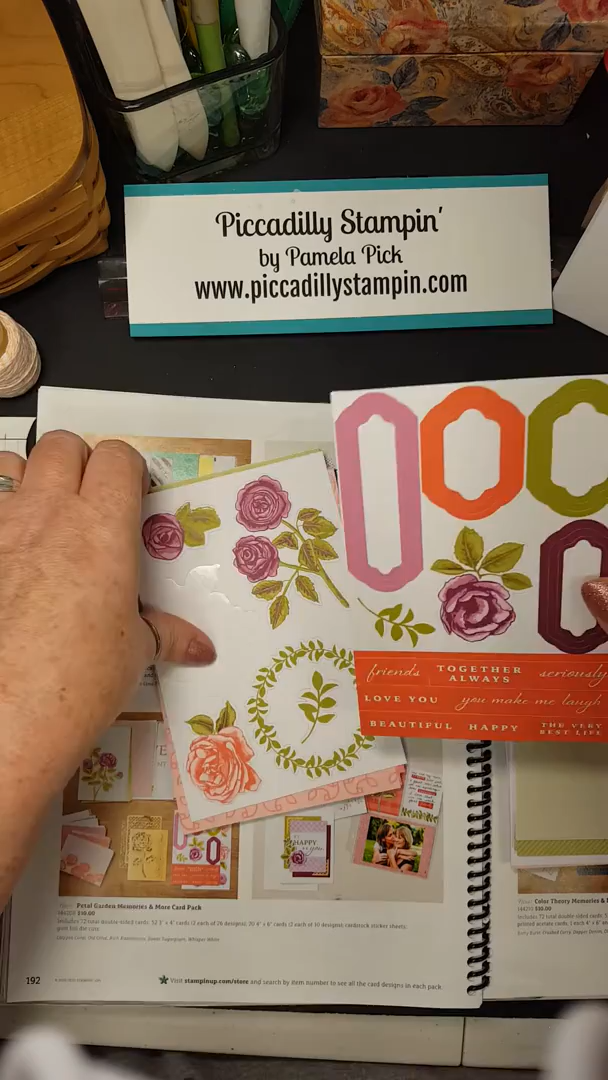 Piccadilly Stampin'
by Pamela Pick
www.piccadillystampin.com
friends TOGETHER ALWAYS seriously
LOVE YOU you make me laugh
BEAUTIFUL HAPPY THE VERY BEST LIFE
HAPPY
Petal Garden Memories & More Card Pack
$10.00
Color Theory Memories &
192
Visit stampinup.com/store and search by item number to see all the card designs in each pack.